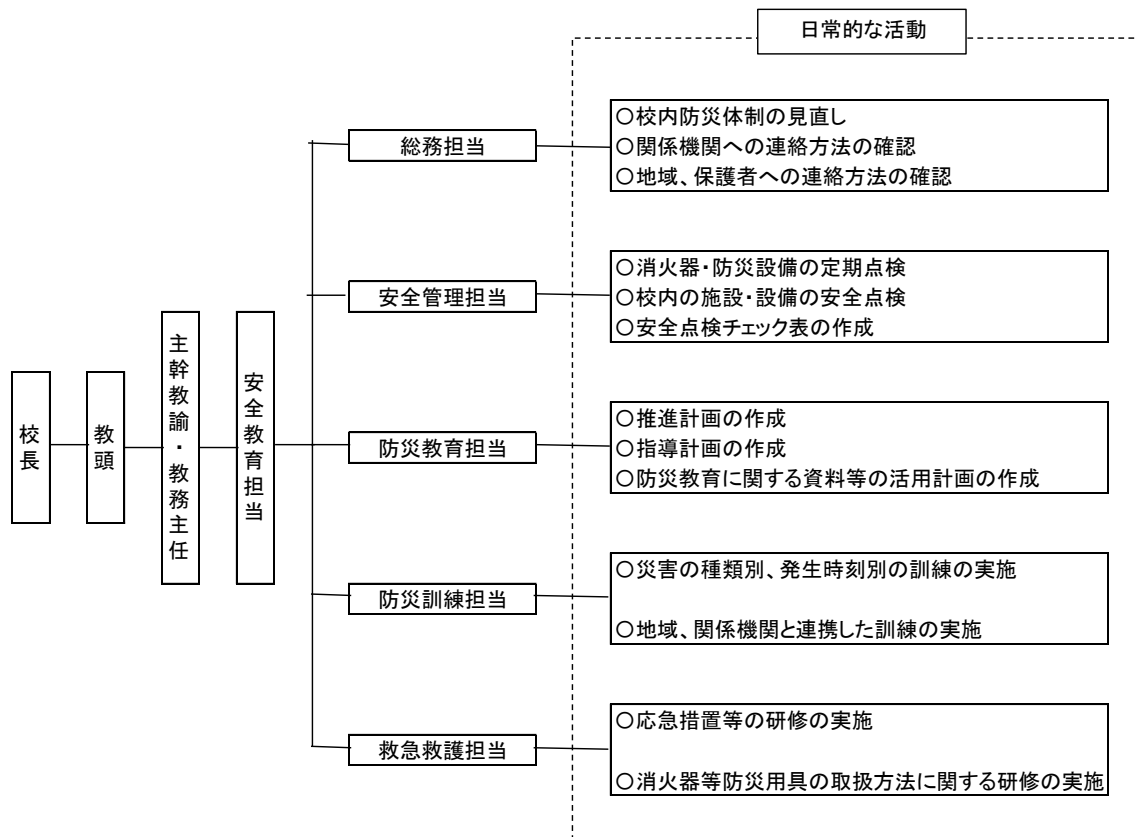 日常的な活動
総務担当
○校内防災体制の見直し
○関係機関への連絡方法の確認
○地域、保護者への連絡方法の確認
安全管理担当
○消火器・防災設備の定期点検
○校内の施設・設備の安全点検
○安全点検チェック表の作成
校長
教頭
主幹教諭・教務主任
安全教育担当
防災教育担当
○推進計画の作成
○指導計画の作成
○防災教育に関する資料等の活用計画の作成
防災訓練担当
○災害の種類別、発生時刻別の訓練の実施
○地域、関係機関と連携した訓練の実施
救急救護担当
○応急措置等の研修の実施
○消火器等防災用具の取扱方法に関する研修の実施